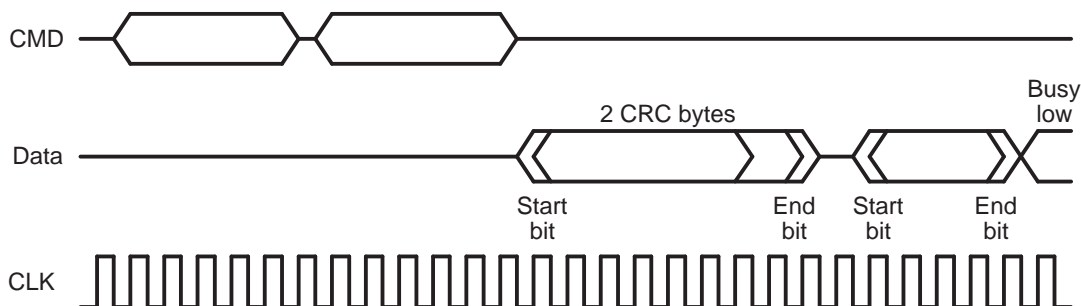 CMD
Busy
low
2 CRC bytes
Data
Start
bit
End
bit
Start
bit
End
bit
CLK